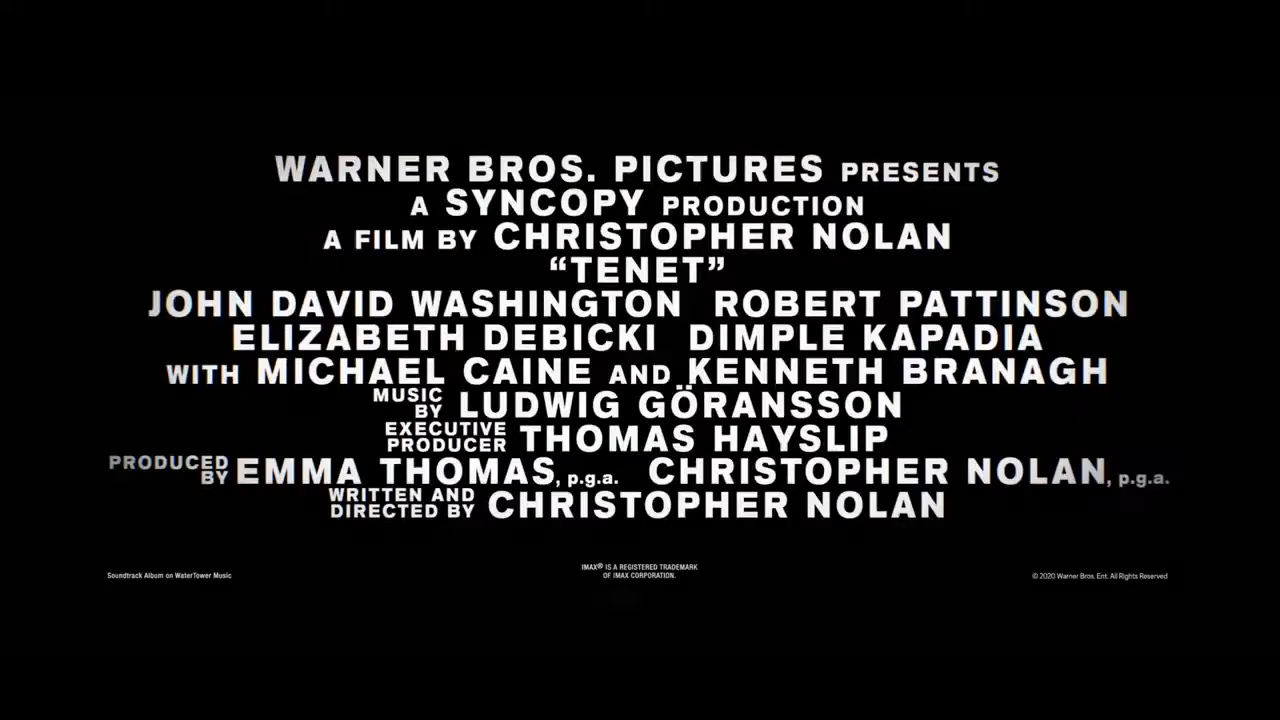 WARNER BROS. PICTURES PRESENTS
A SYNCOPY PRODUCTION
A FILM BY CHRISTOPHER NOLAN
“TENET”
JOHN DAVID WASHINGTON ROBERT PATTINSON
ELIZABETH DEBICKI DIMPLE KAPADIA
WITH MICHAEL CAINE AND KENNETH BRANAGH
MUSIC BY LUDWIG GÖRANSSON
EXECUTIVE PRODUCER THOMAS HAYSLIP
PRODUCED BY EMMA THOMAS, p.g.a. CHRISTOPHER NOLAN, p.g.a.
WRITTEN AND DIRECTED BY CHRISTOPHER NOLAN
Soundtrack Album on WaterTower Music
IMAX® IS A REGISTERED TRADEMARK
OF IMAX CORPORATION.
© 2020 Warner Bros. Ent. All Rights Reserved